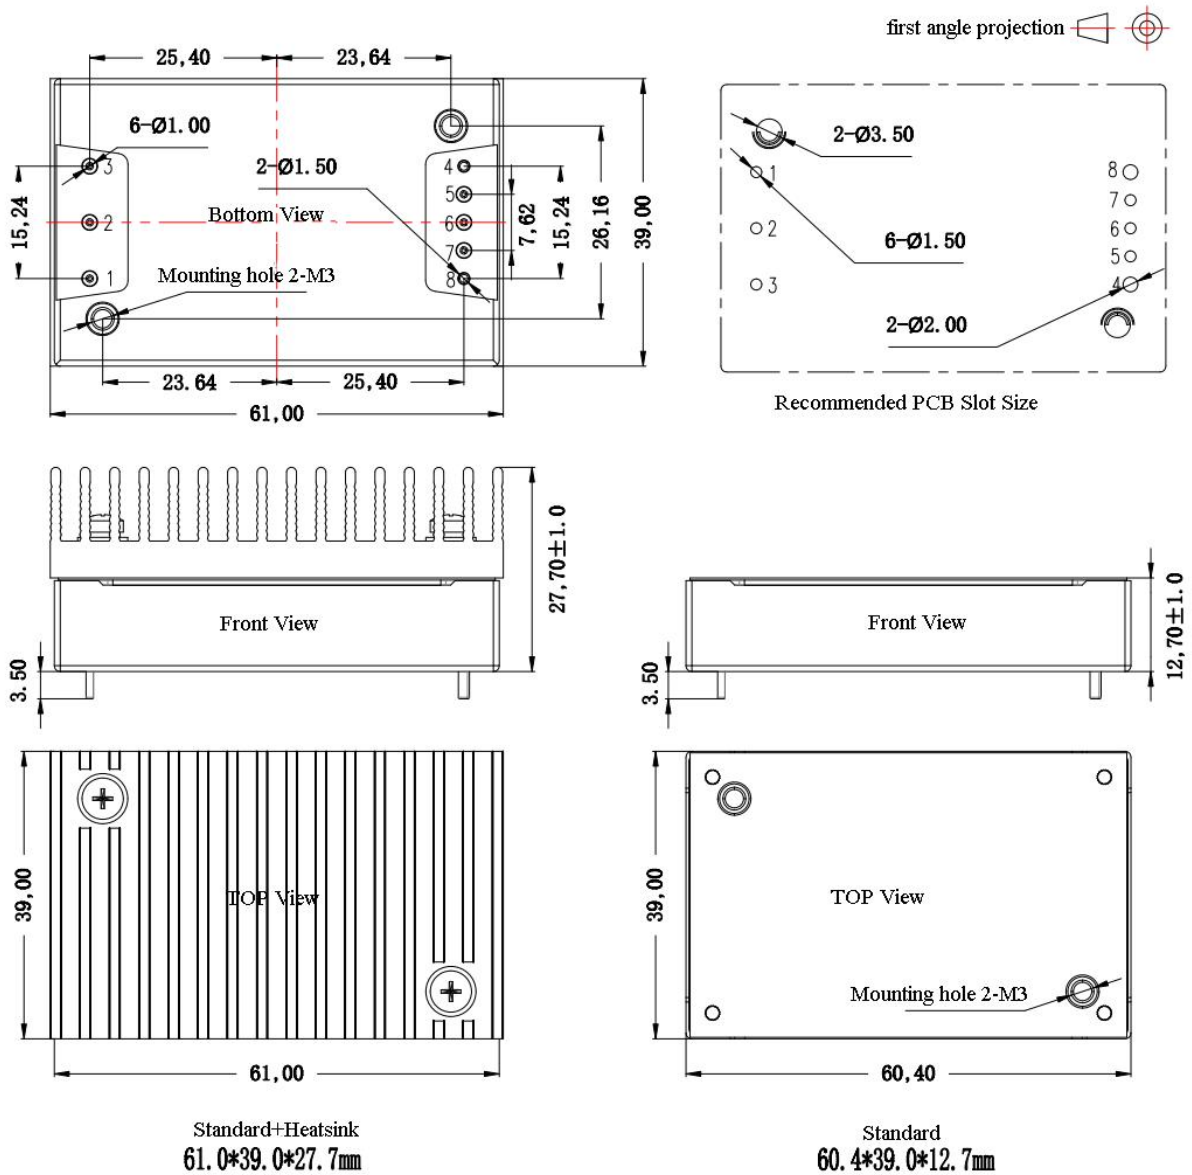 first angle projection
25,40
23,64
6-Ø1.00
2-Ø1.50
3
2
1
4
5
6
7
8
15,24
Bottom View
Mounting hole 2-M3
7,62
15,24
26,16
39,00
23.64
25,40
61,00
2-Ø3.50
1
2
3
8
7
6
5
4
6-Ø1.50
2-Ø2.00
Recommended PCB Slot Size
27,70±1.0
Front View
3.50
Front View
12,70±1.0
3.50
39,00
TOP View
61,00
39,00
TOP View
Mounting hole 2-M3
60,40
Standard+Heatsink
61.0*39.0*27.7mm
Standard
60.4*39.0*12.7mm